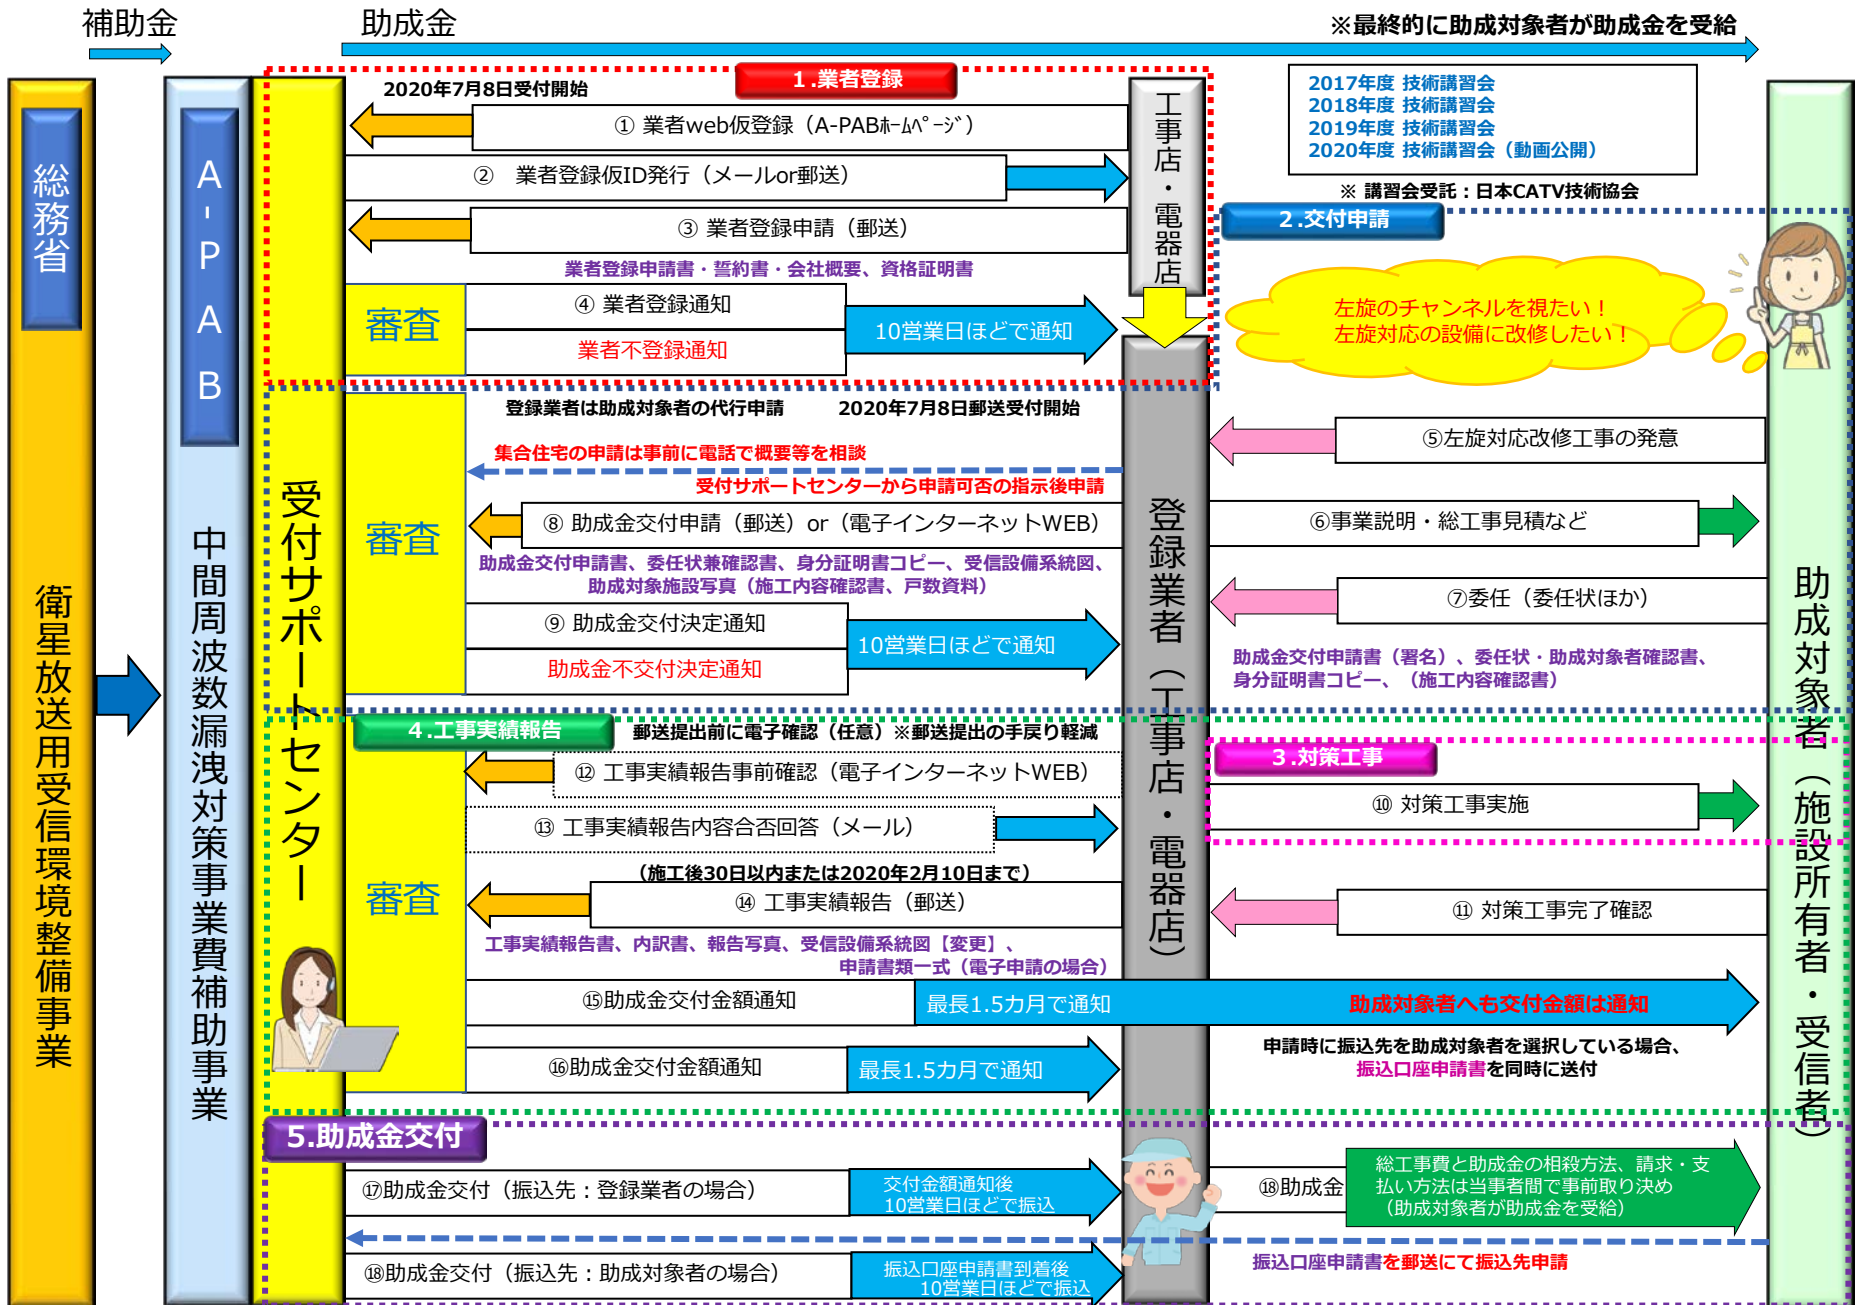 補助金
助成金
※最終的に助成対象者が助成金を受給
総務省
衛星放送用受信環境整備事業
A-PAB
中間周波数漏洩対策事業費補助事業
受付サポートセンター
1.業者登録
2020年7月8日受付開始
① 業者web仮登録（A-PABﾎｰﾑﾍﾟｰｼﾞ）
② 業者登録仮ID発行（メールor郵送）
③ 業者登録申請（郵送）
業者登録申請書・誓約書・会社概要、資格証明書
審査
④ 業者登録通知
業者不登録通知
10営業日ほどで通知
工事店・電器店
2017年度 技術講習会
2018年度 技術講習会
2019年度 技術講習会
2020年度 技術講習会（動画公開）
※ 講習会受託：日本CATV技術協会
2.交付申請
左旋のチャンネルを視たい！
左旋対応の設備に改修したい！
登録業者（工事店・電器店）
助成対象者（施設所有者・受信者）
登録業者は助成対象者の代行申請
2020年7月8日郵送受付開始
集合住宅の申請は事前に電話で概要等を相談
受付サポートセンターから申請可否の指示後申請
審査
⑧ 助成金交付申請（郵送）or（電子インターネットWEB）
助成金交付申請書、委任状兼確認書、身分証明書コピー、受信設備系統図、
助成対象施設写真（施工内容確認書、戸数資料）
⑨ 助成金交付決定通知
助成金不交付決定通知
10営業日ほどで通知
⑤左旋対応改修工事の発意
⑥事業説明・総工事見積など
⑦委任（委任状ほか）
助成金交付申請書（署名）、委任状・助成対象者確認書、
身分証明書コピー、（施工内容確認書）
4.工事実績報告
郵送提出前に電子確認（任意）※郵送提出の手戻り軽減
⑫ 工事実績報告事前確認（電子インターネットWEB）
⑬ 工事実績報告内容合否回答（メール）
3.対策工事
⑩ 対策工事実施
（施工後30日以内または2020年2月10日まで）
審査
⑭ 工事実績報告（郵送）
⑪ 対策工事完了確認
工事実績報告書、内訳書、報告写真、受信設備系統図【変更】、
申請書類一式（電子申請の場合）
⑮助成金交付金額通知
最長1.5カ月で通知
助成対象者へも交付金額は通知
⑯助成金交付金額通知
最長1.5カ月で通知
申請時に振込先を助成対象者を選択している場合、
振込口座申請書を同時に送付
5.助成金交付
⑰助成金交付（振込先：登録業者の場合）
交付金額通知後
10営業日ほどで振込
⑱助成金
総工事費と助成金の相殺方法、請求・支
払い方法は当事者間で事前取り決め
（助成対象者が助成金を受給）
振込口座申請書を郵送にて振込先申請
⑱助成金交付（振込先：助成対象者の場合）
振込口座申請書到着後
10営業日ほどで振込